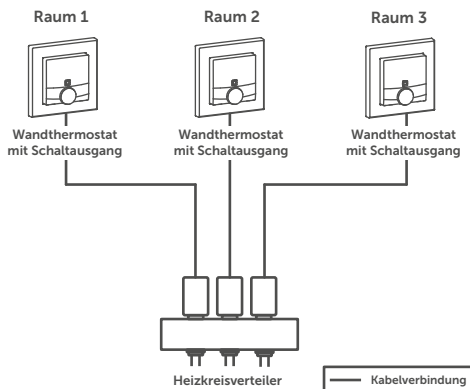 Raum 1
Raum 2
Raum 3
Wandthermostat
mit Schaltausgang
Wandthermostat
mit Schaltausgang
Wandthermostat
mit Schaltausgang
Heizkreisverteiler
Kabelverbindung